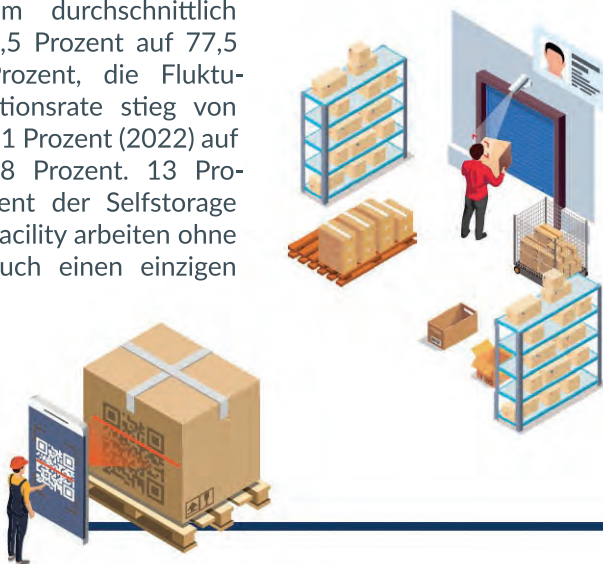 m durchschnittlich
,5 Prozent auf 77,5
rozent, die Fluktu-
tionsrate stieg von
1 Prozent (2022) auf
8 Prozent. 13 Pro-
ent der Selfstorage
acility arbeiten ohne
uch einen einzigen